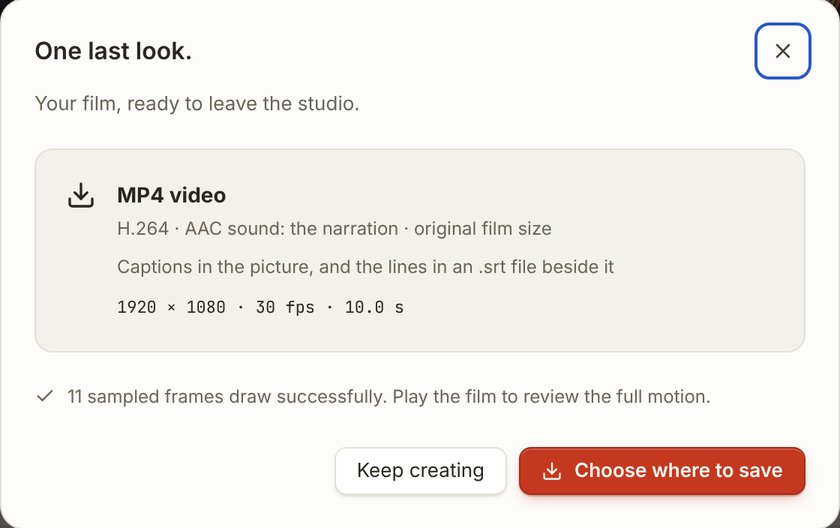 One last look.
Your film, ready to leave the studio.
MP4 video
H.264 · AAC sound: the narration · original film size
Captions in the picture, and the lines in an .srt file beside it
1920 × 1080 · 30 fps · 10.0 s
11 sampled frames draw successfully. Play the film to review the full motion.
Keep creating
Choose where to save